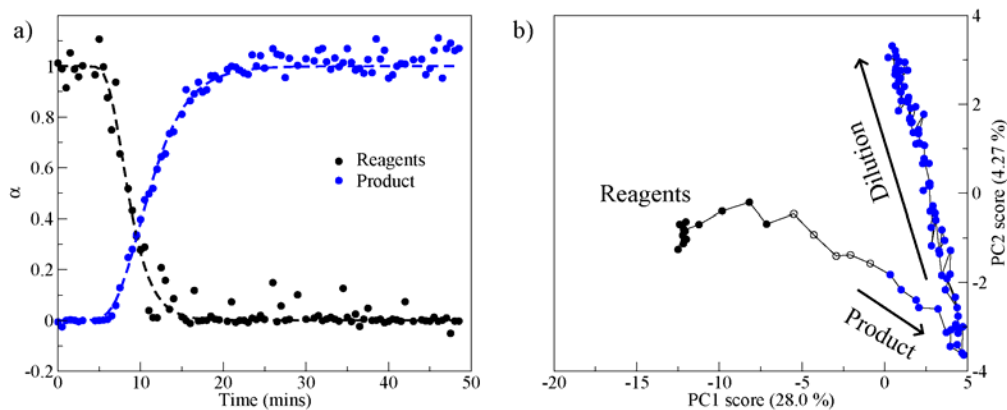 a)
1
0.8
0.6
0.4
0.2
0
-0.2
α
0
10
20
30
40
50
Time (mins)
Reagents
Product
b)
Reagents
Dilution
Product
4
2
0
-2
-4
PC2 score (4.27 %)
-20
-15
-10
-5
0
5
PC1 score (28.0 %)